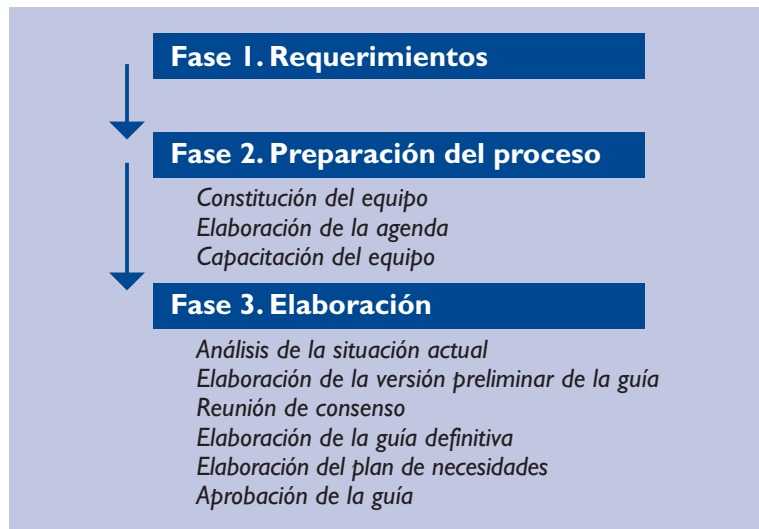 Fase 1. Requerimientos
Fase 2. Preparación del proceso
Constitución del equipo
Elaboración de la agenda
Capacitación del equipo
Fase 3. Elaboración
Análisis de la situación actual
Elaboración de la versión preliminar de la guía
Reunión de consenso
Elaboración de la guía definitiva
Elaboración del plan de necesidades
Aprobación de la guía